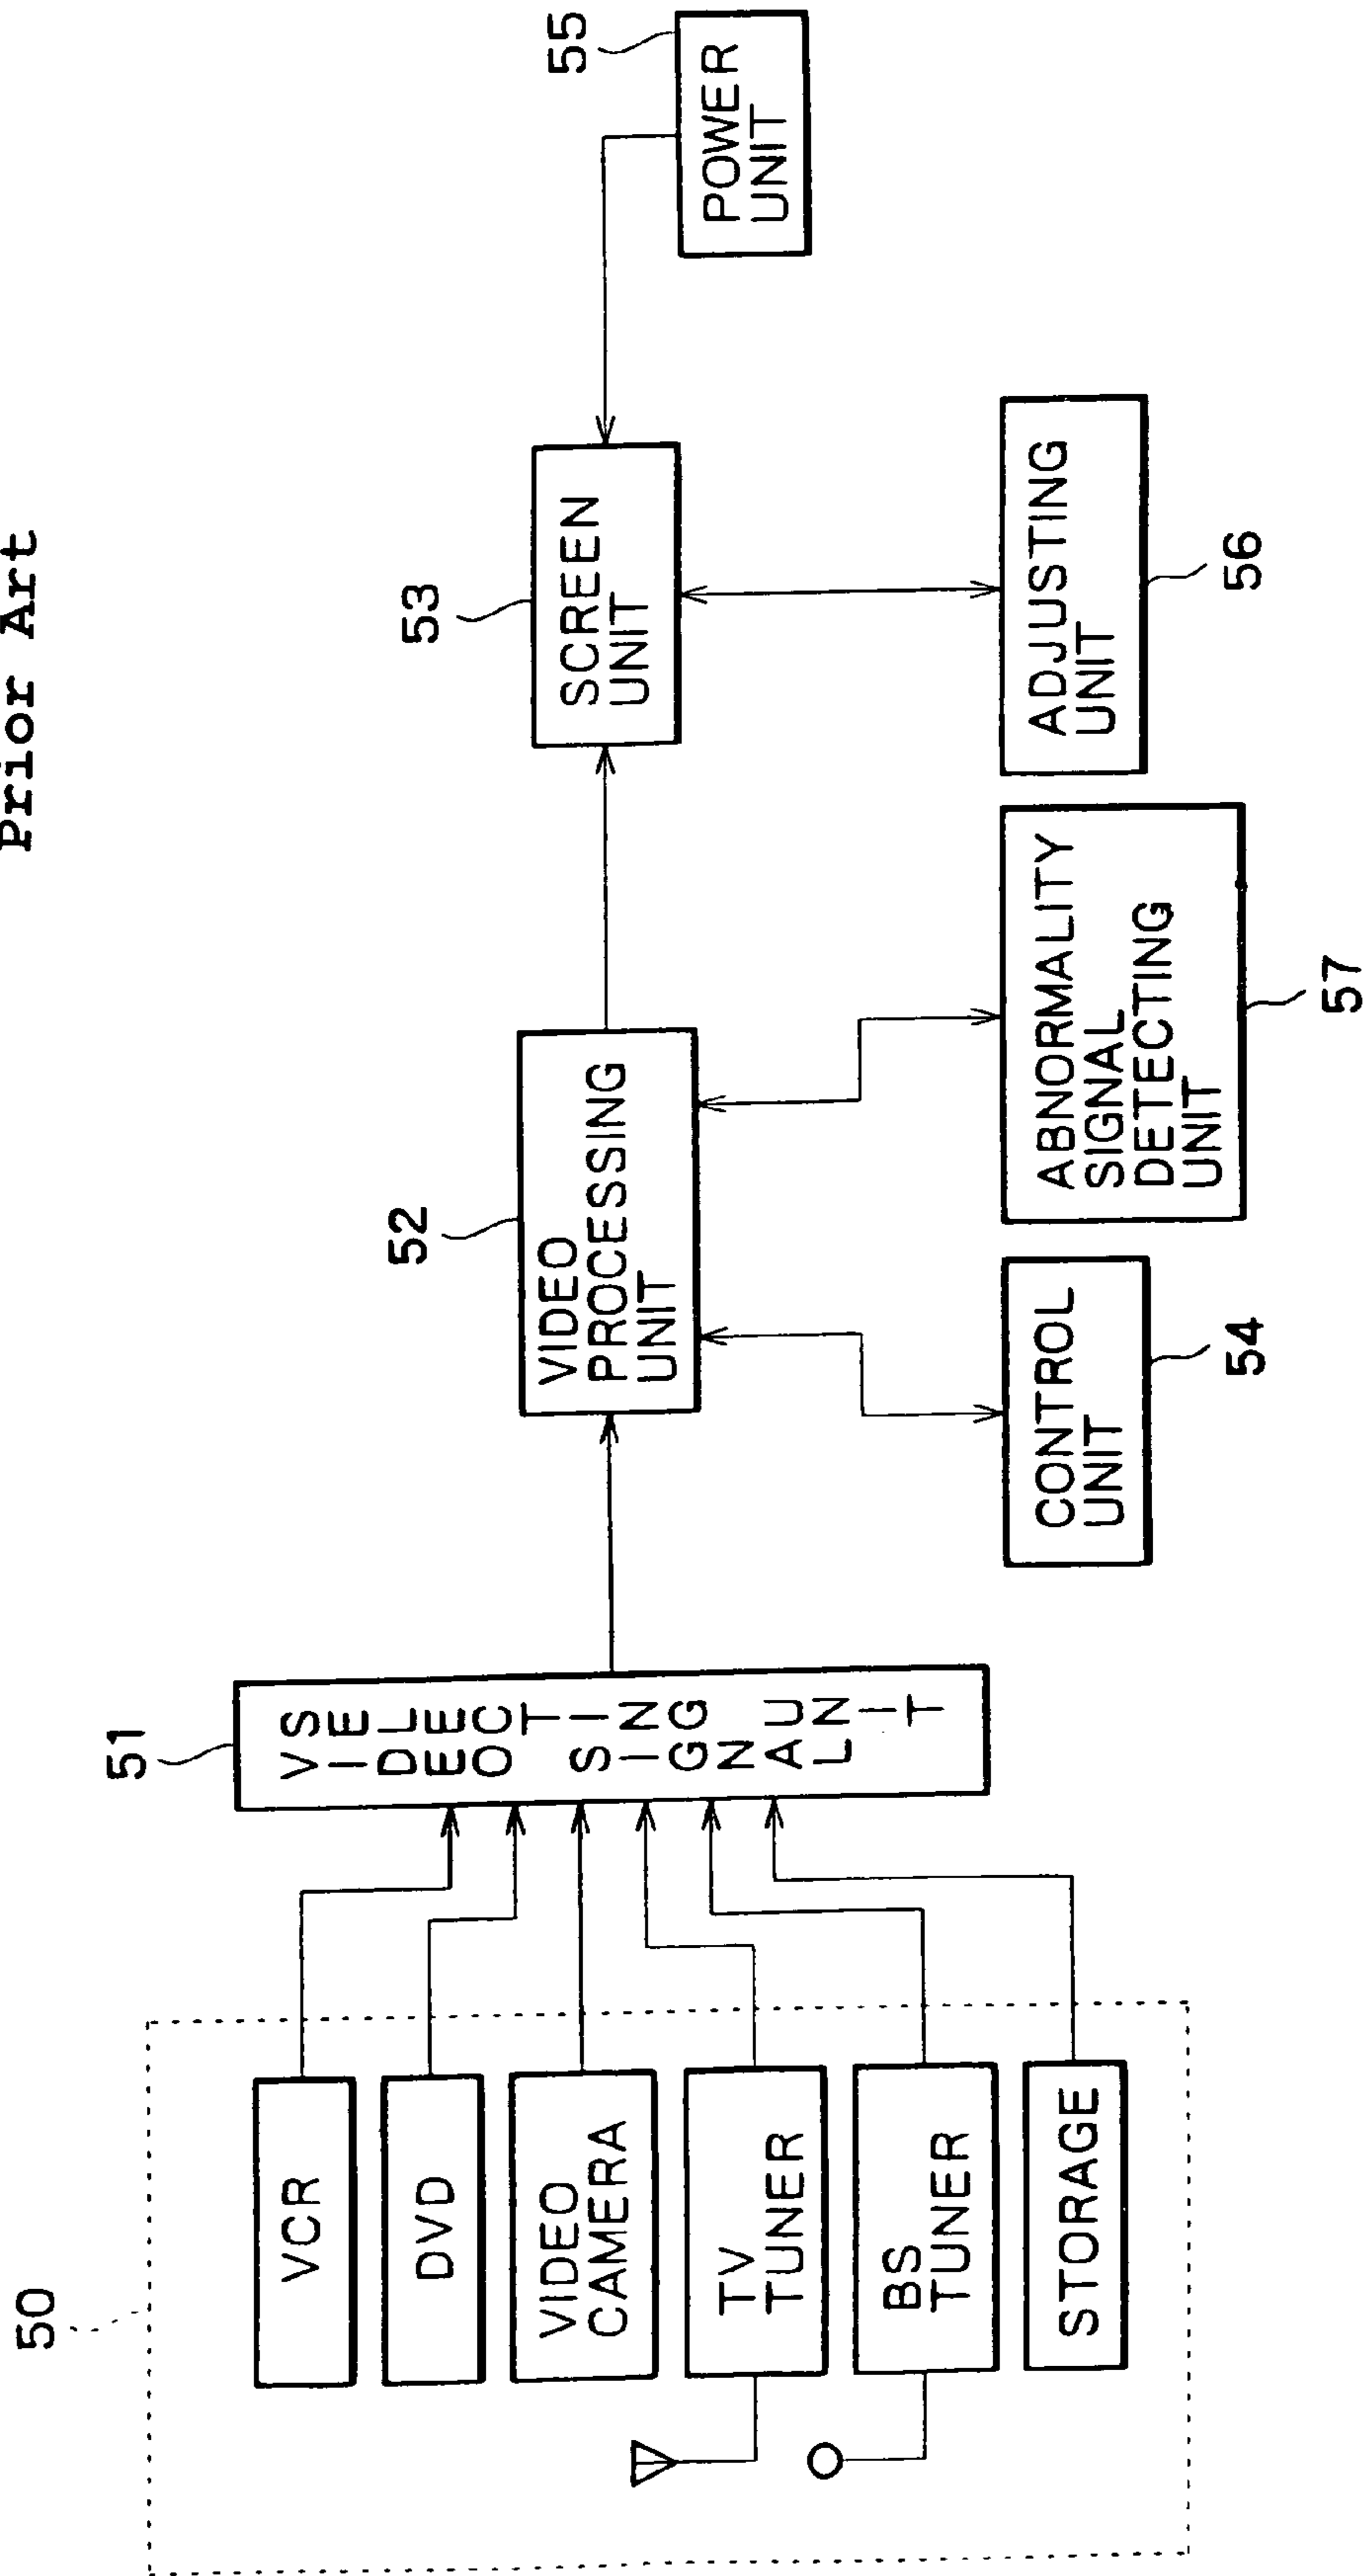 Prior Art
50
VCR
DVD
VIDEO
CAMERA
TV
TUNER
BS
TUNER
STORAGE
51
VIDEO SIGNAL
SELECTING UNIT
52
VIDEO
PROCESSING
UNIT
53
SCREEN
UNIT
55
POWER
UNIT
CONTROL
UNIT
54
ABNORMALITY
SIGNAL
DETECTING
UNIT
57
ADJUSTING
UNIT
56